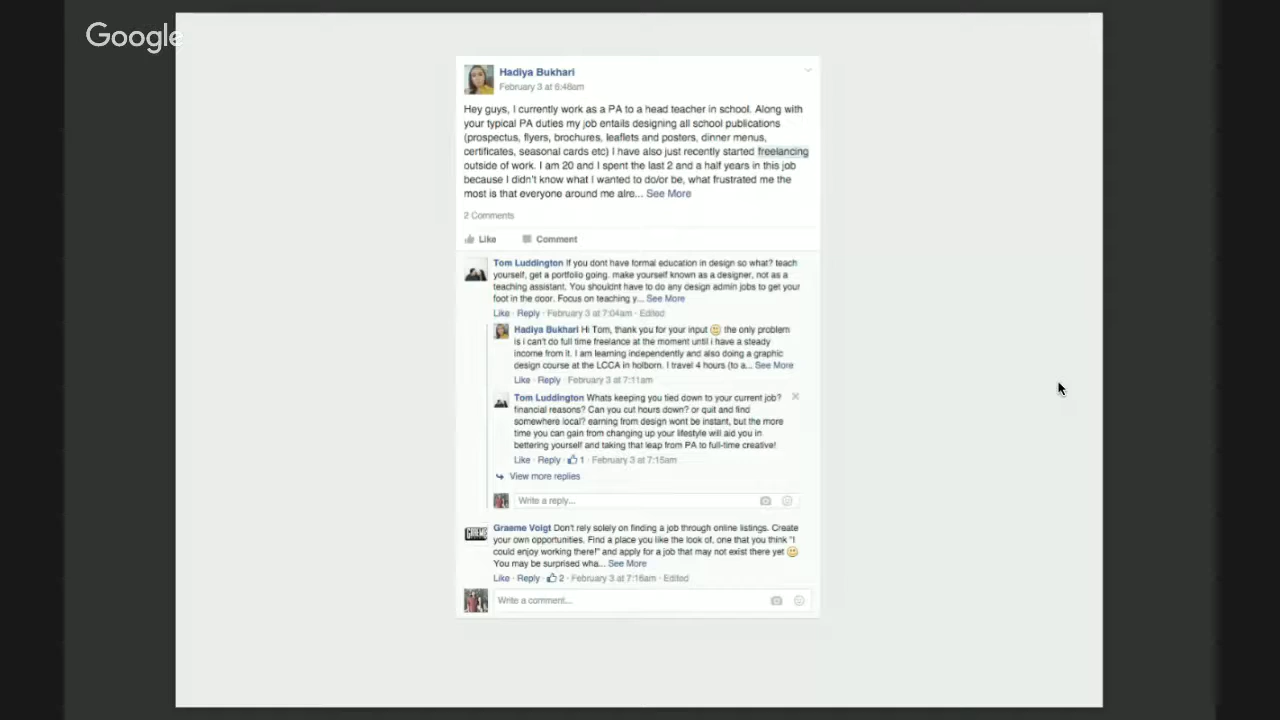 Google
Hadiya Bukhari
February 3 at 6:46am
Hey guys, I currently work as a PA to a head teacher in school. Along with
your typical PA duties my job entails designing all school publications
(prospectus, flyers, brochures, leaflets and posters, dinner menus,
certificates, seasonal cards etc) I have also just recently started freelancing
outside of work. I am 20 and I spent the last 2 and a half years in this job
because I didn't know what I wanted to do/or be, what frustrated me the
most is that everyone around me alre... See More
2 Comments
Like Comment
Tom Luddington If you dont have formal education in design so what? teach
yourself, get a portfolio going. make yourself known as a designer, not as a
teaching assistant. You shouldnt have to do any design admin jobs to get your
foot in the door. Focus on teaching y... See More
Like · Reply · February 3 at 7:04am · Edited
Hadiya Bukhari Hi Tom, thank you for your input the only problem
is i can't do full time freelance at the moment until i have a steady
income from it. I am learning independently and also doing a graphic
design course at the LCCA in holborn. I travel 4 hours (to a... See More
Like · Reply · February 3 at 7:11am
Tom Luddington Whats keeping you tied down to your current job?
financial reasons? Can you cut hours down? or quit and find
somewhere local? earning from design wont be instant, but the more
time you can gain from changing up your lifestyle will aid you in
bettering yourself and taking that leap from PA to full-time creative!
Like · Reply · 1 · February 3 at 7:15am
View more replies
Write a reply...
Graeme Voigt Don't rely solely on finding a job through online listings. Create
your own opportunities. Find a place you like the look of, one that you think "I
could enjoy working there!" and apply for a job that may not exist there yet
You may be surprised wha... See More
Like · Reply · 2 · February 3 at 7:16am · Edited
Write a comment...